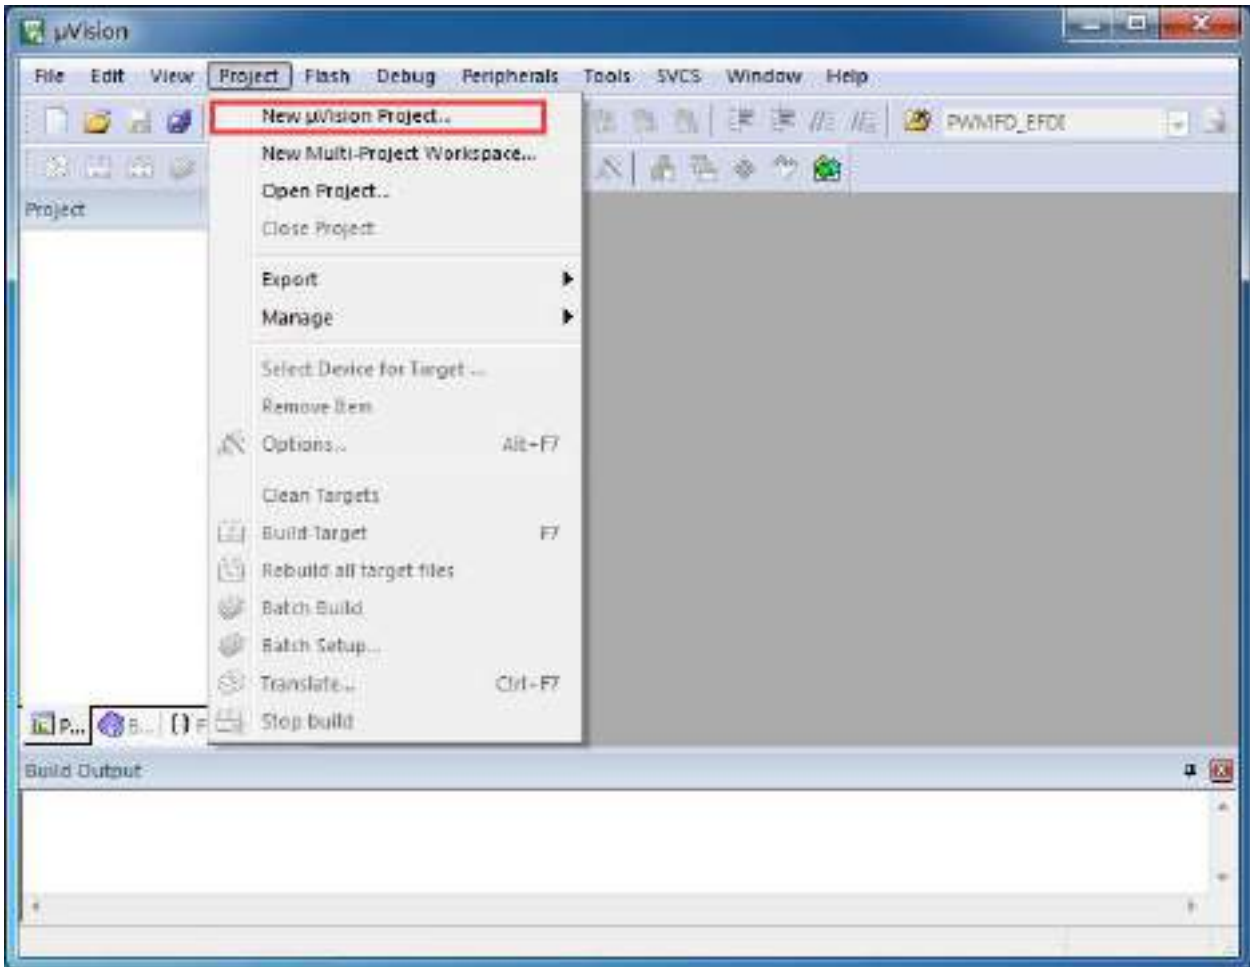 µVision
File Edit View Project Flash Debug Peripherals Tools SVCS Window Help
New µVision Project...
PWMFD_EFDI
New Multi-Project Workspace...
Open Project...
Project
Close Project
Export
Manage
Select Device for Target ...
Remove Item
Options... Alt+F7
Clean Targets
Build Target F7
Rebuild all target files
Batch Build
Batch Setup...
Translate... Ctrl+F7
Stop build
P... B... {} F
Build Output